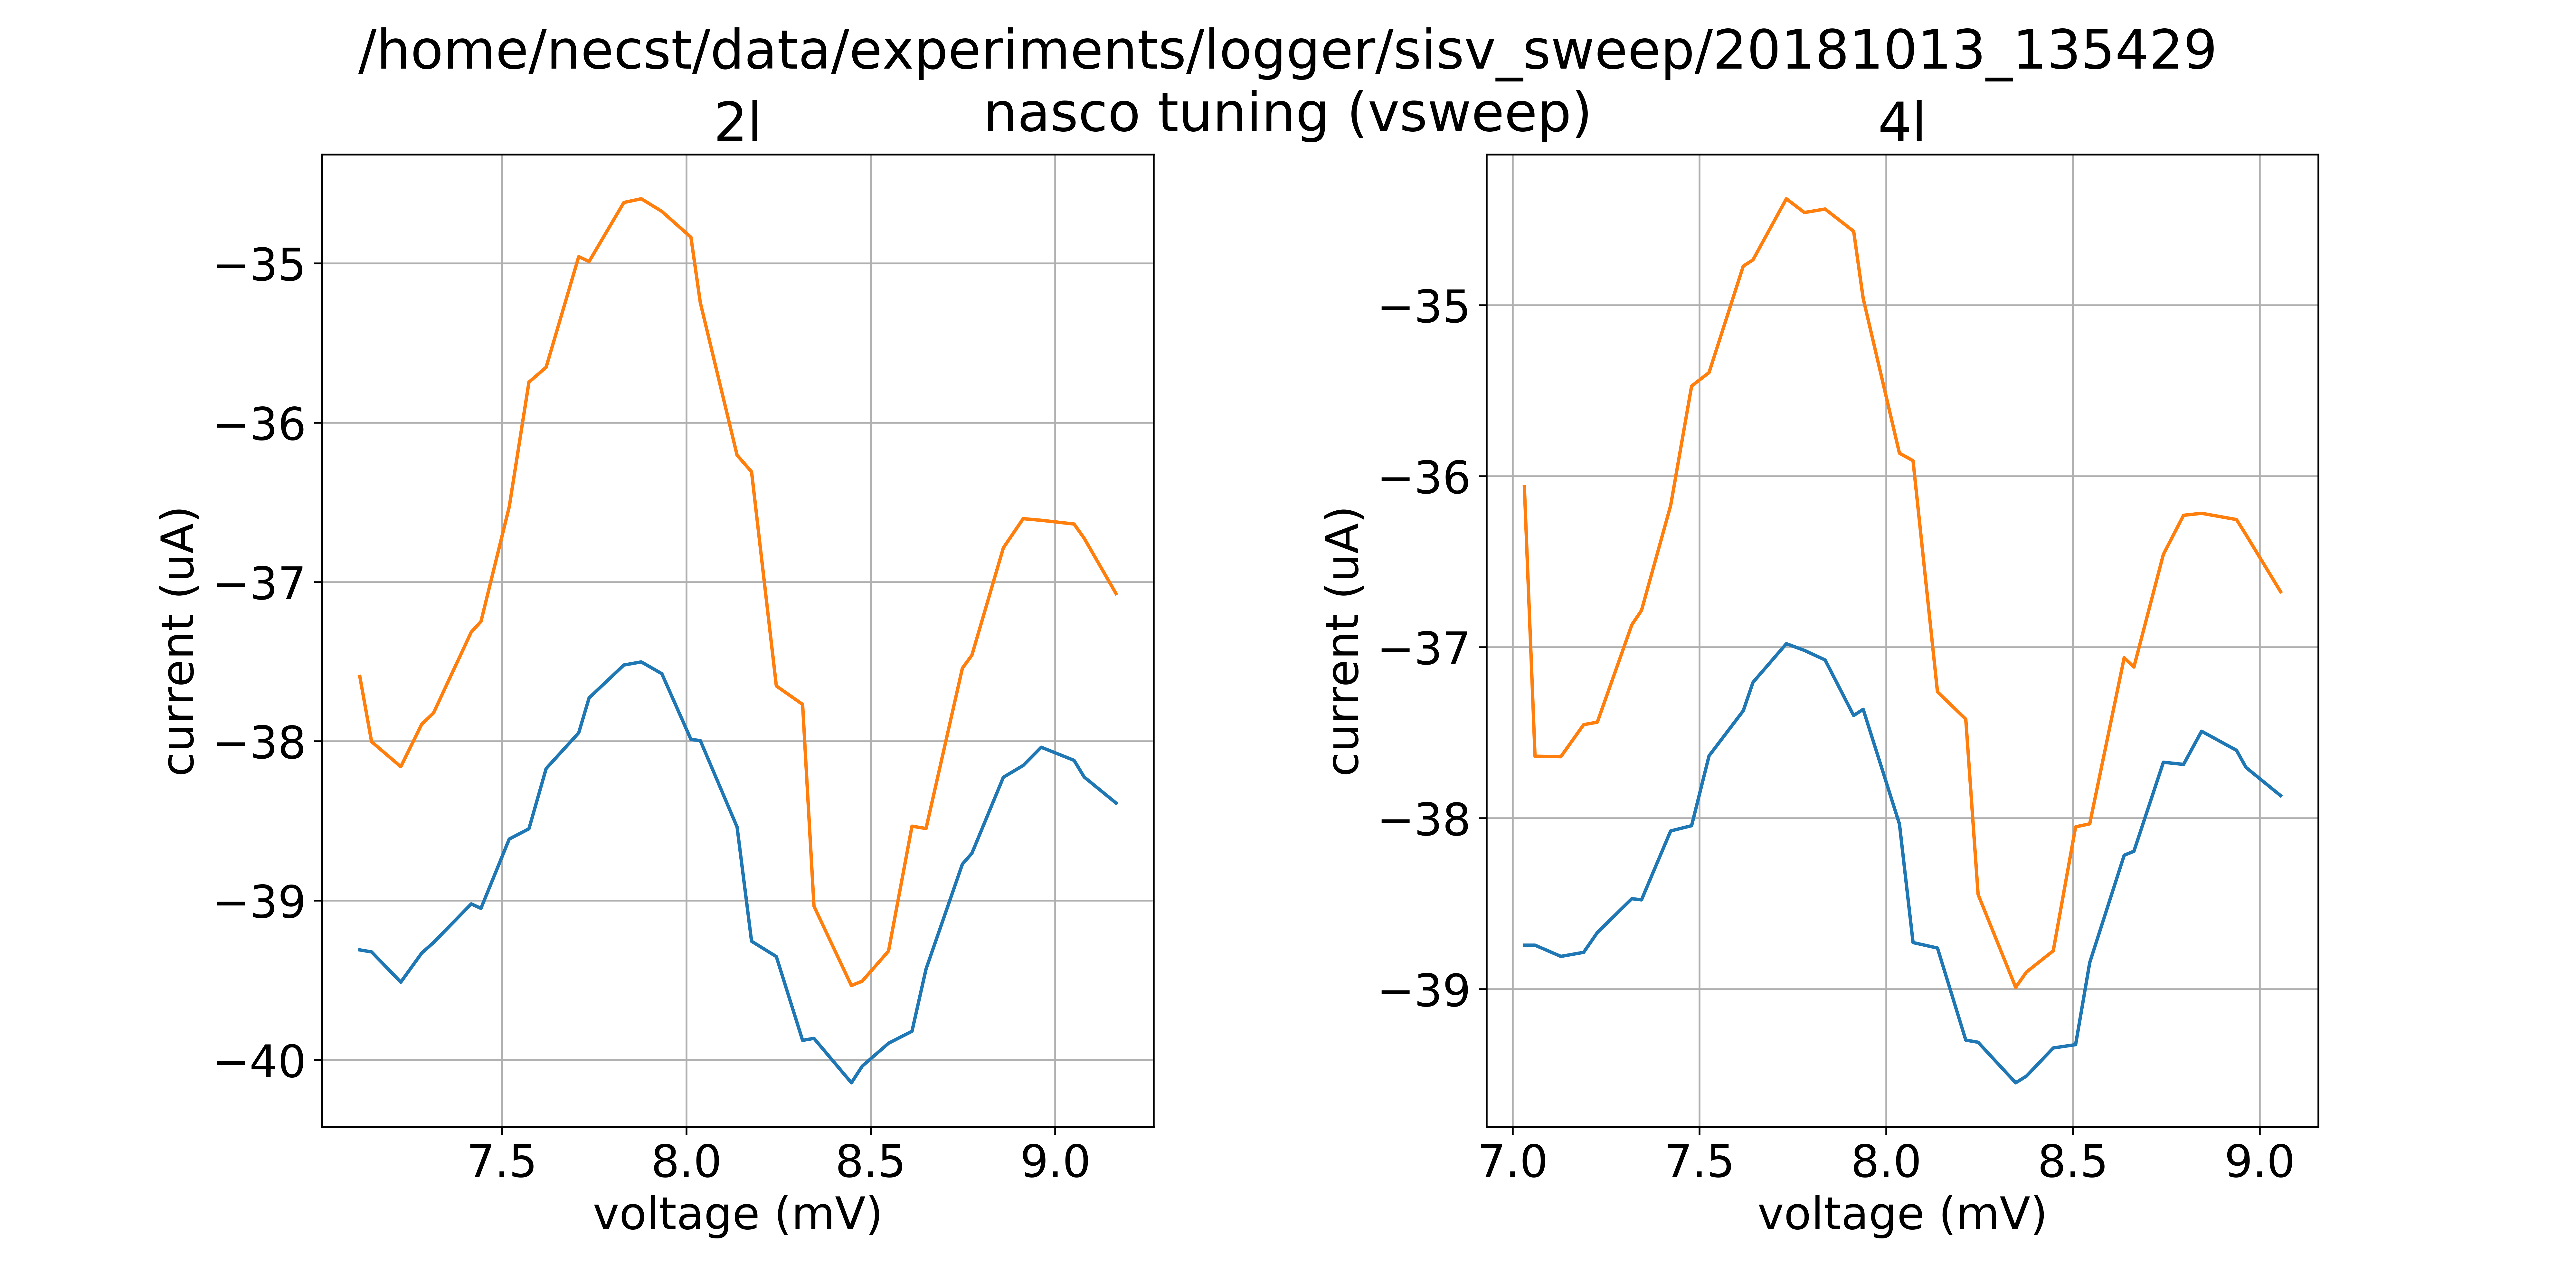 /home/necst/data/experiments/logger/sisv_sweep/20181013_135429
nasco tuning (vsweep)
2l
−35
−36
−37
−38
−39
−40
current (uA)
7.5 8.0 8.5 9.0
voltage (mV)
4l
−35
−36
−37
−38
−39
current (uA)
7.0 7.5 8.0 8.5 9.0
voltage (mV)